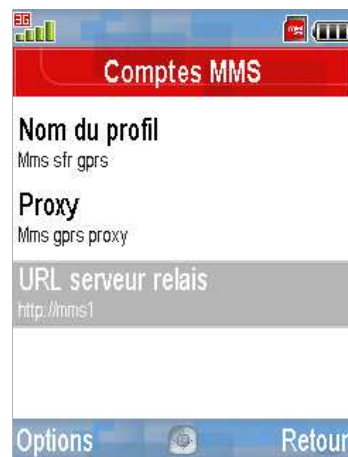 3G
Comptes MMS
Nom du profil
Mms sfr gprs
Proxy
Mms gprs proxy
URL serveur relais
http://mms1
Options
Retour